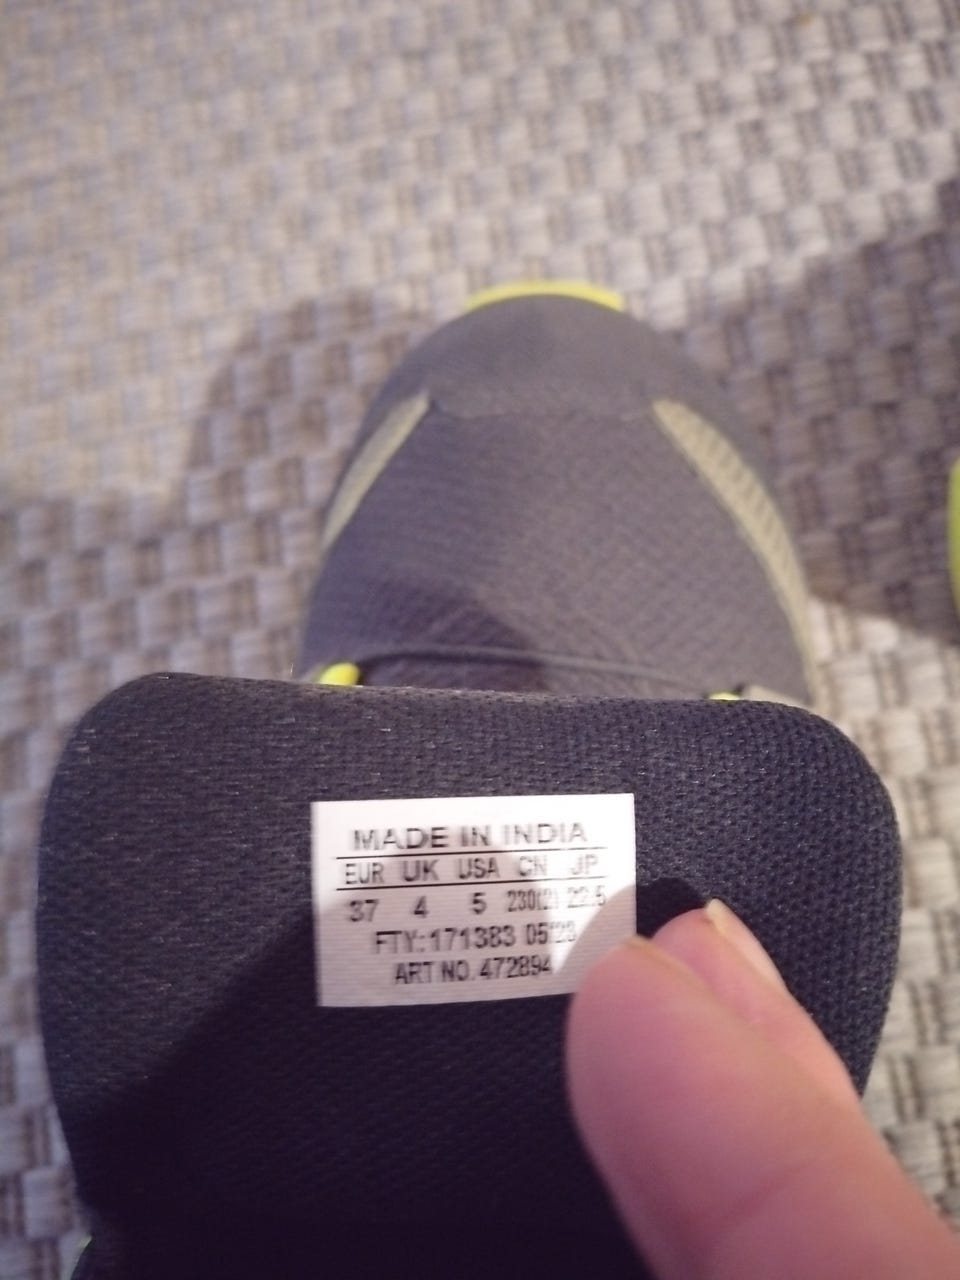 MADE IN INDIA
EUR UK USA CN JP
37 4 5 230(2) 22.5
FTY: 171383 05/23
ART NO. 472894